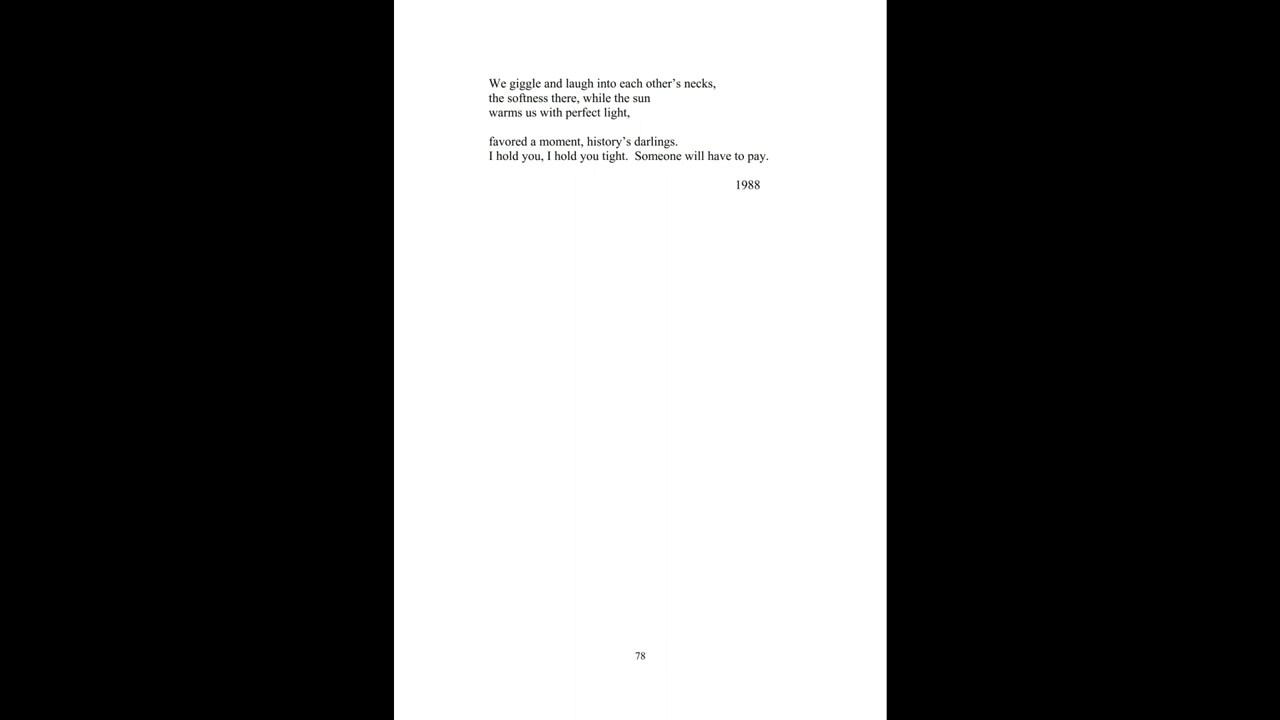 We giggle and laugh into each other’s necks,
the softness there, while the sun
warms us with perfect light,
favored a moment, history’s darlings.
I hold you, I hold you tight.  Someone will have to pay.
1988
78